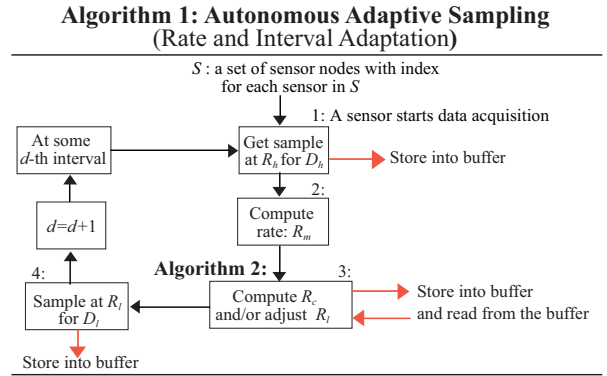 Algorithm 1: Autonomous Adaptive Sampling
(Rate and Interval Adaptation)
S : a set of sensor nodes with index
for each sensor in S
1: A sensor starts data acquisition
At some
d-th interval
Get sample
at Rh for Dh
Store into buffer
2:
d=d+1
Compute
rate: Rm
Algorithm 2:
3:
4:
Sample at Rl
for Dl
Compute Rc
and/or adjust Rl
Store into buffer
and read from the buffer
Store into buffer